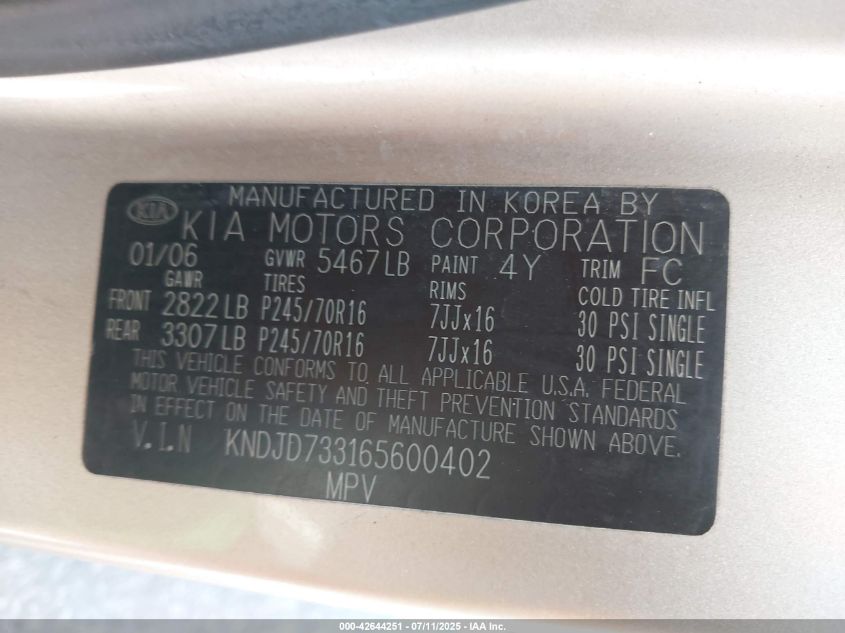 MANUFACTURED IN KOREA BY
KIA KIA MOTORS CORPORATION
01/06 GVWR 5467LB PAINT 4Y TRIM FC
GAWR TIRES RIMS COLD TIRE INFL
FRONT 2822LB P245/70R16 7JJx16 30 PSI SINGLE
REAR 3307LB P245/70R16 7JJx16 30 PSI SINGLE
THIS VEHICLE CONFORMS TO ALL APPLICABLE U.S.A. FEDERAL
MOTOR VEHICLE SAFETY AND THEFT PREVENTION STANDARDS
IN EFFECT ON THE DATE OF MANUFACTURE SHOWN ABOVE.
V.I.N KNDJD733165600402
MPV
000-42644251 - 07/11/2025 - IAA Inc.